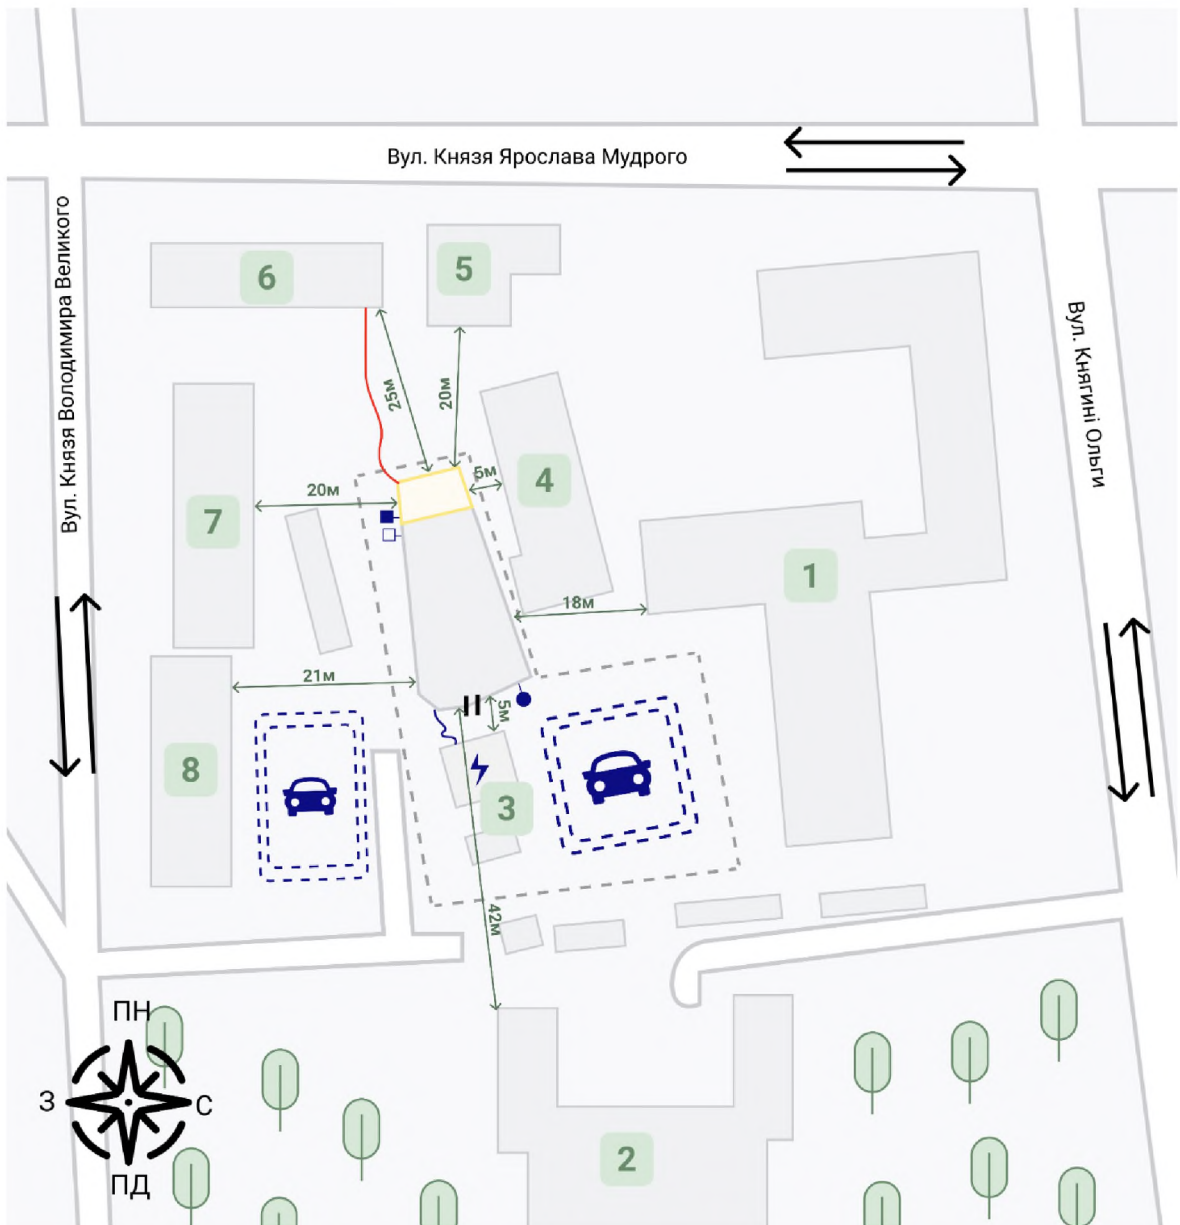 Вул. Князя Ярослава Мудрого
Вул. Князя Володимира Великого
Вул. Княгині Ольги
6
5
25м
20м
5м
4
20м
7
1
18м
21м
5м
8
3
42м
ПН
З
С
ПД
2